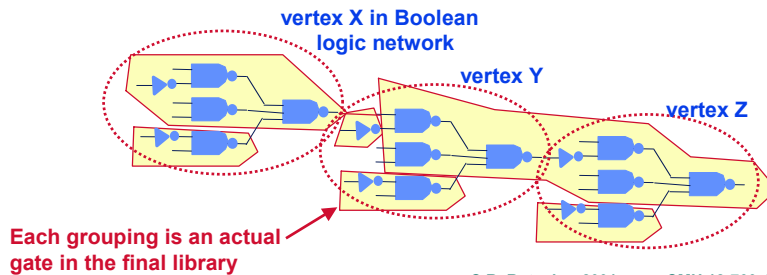 vertex X in Boolean
logic network
vertex Y
vertex Z
Each grouping is an actual
gate in the final library